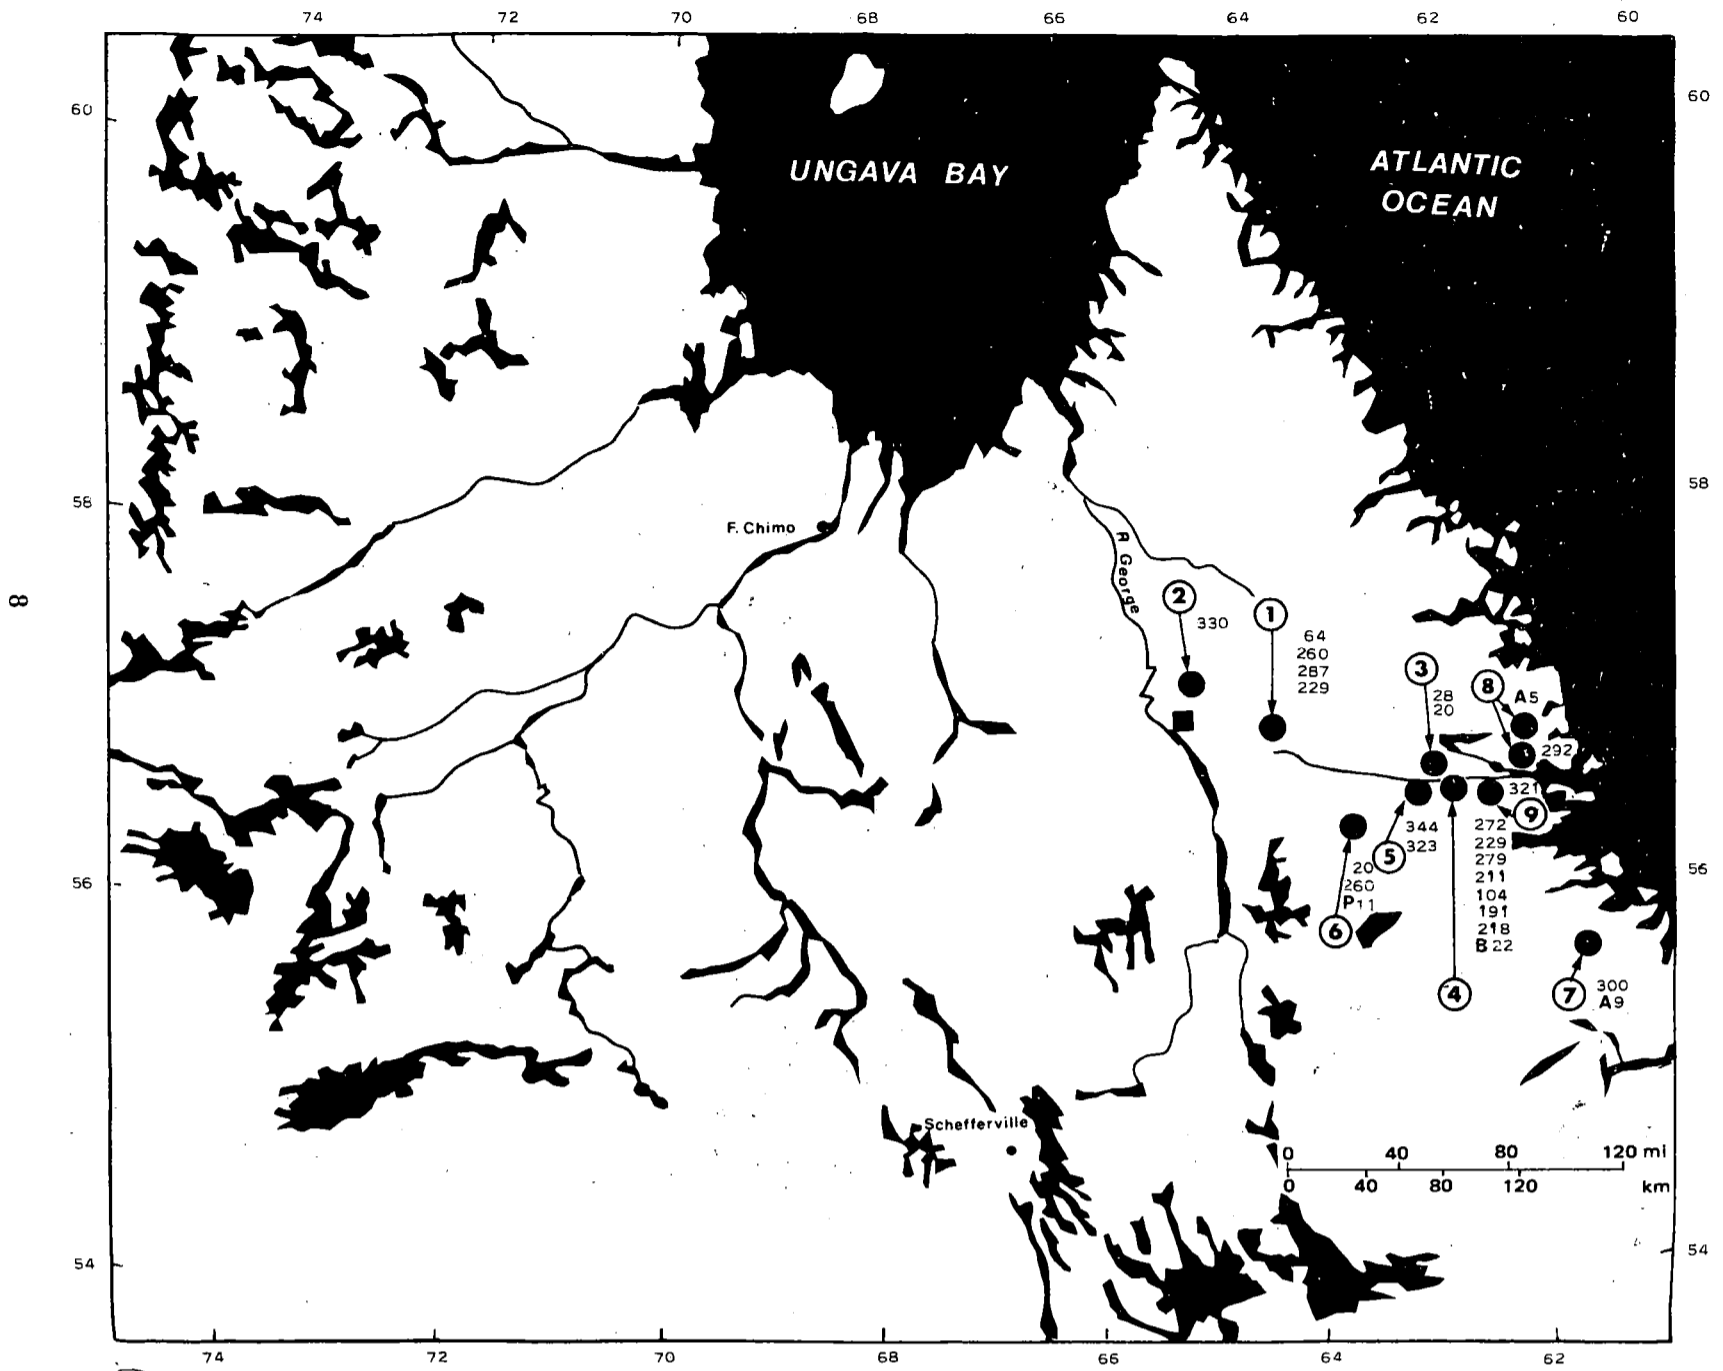 74 72 70 68 66 64 62 60
60 60
UNGAVA BAY
ATLANTIC
OCEAN
58 58
F. Chimo
R George
2
330
1
64
260
287
229
3
28
20
8
A5
292
321
9
5
344
323
272
229
279
211
104
191
218
B 22
4
20
260
P11
6
56 56
7
300
A9
8
Schefferville
0 40 80 120 mi
0 40 80 120 km
54 54
74 72 70 68 66 64 62